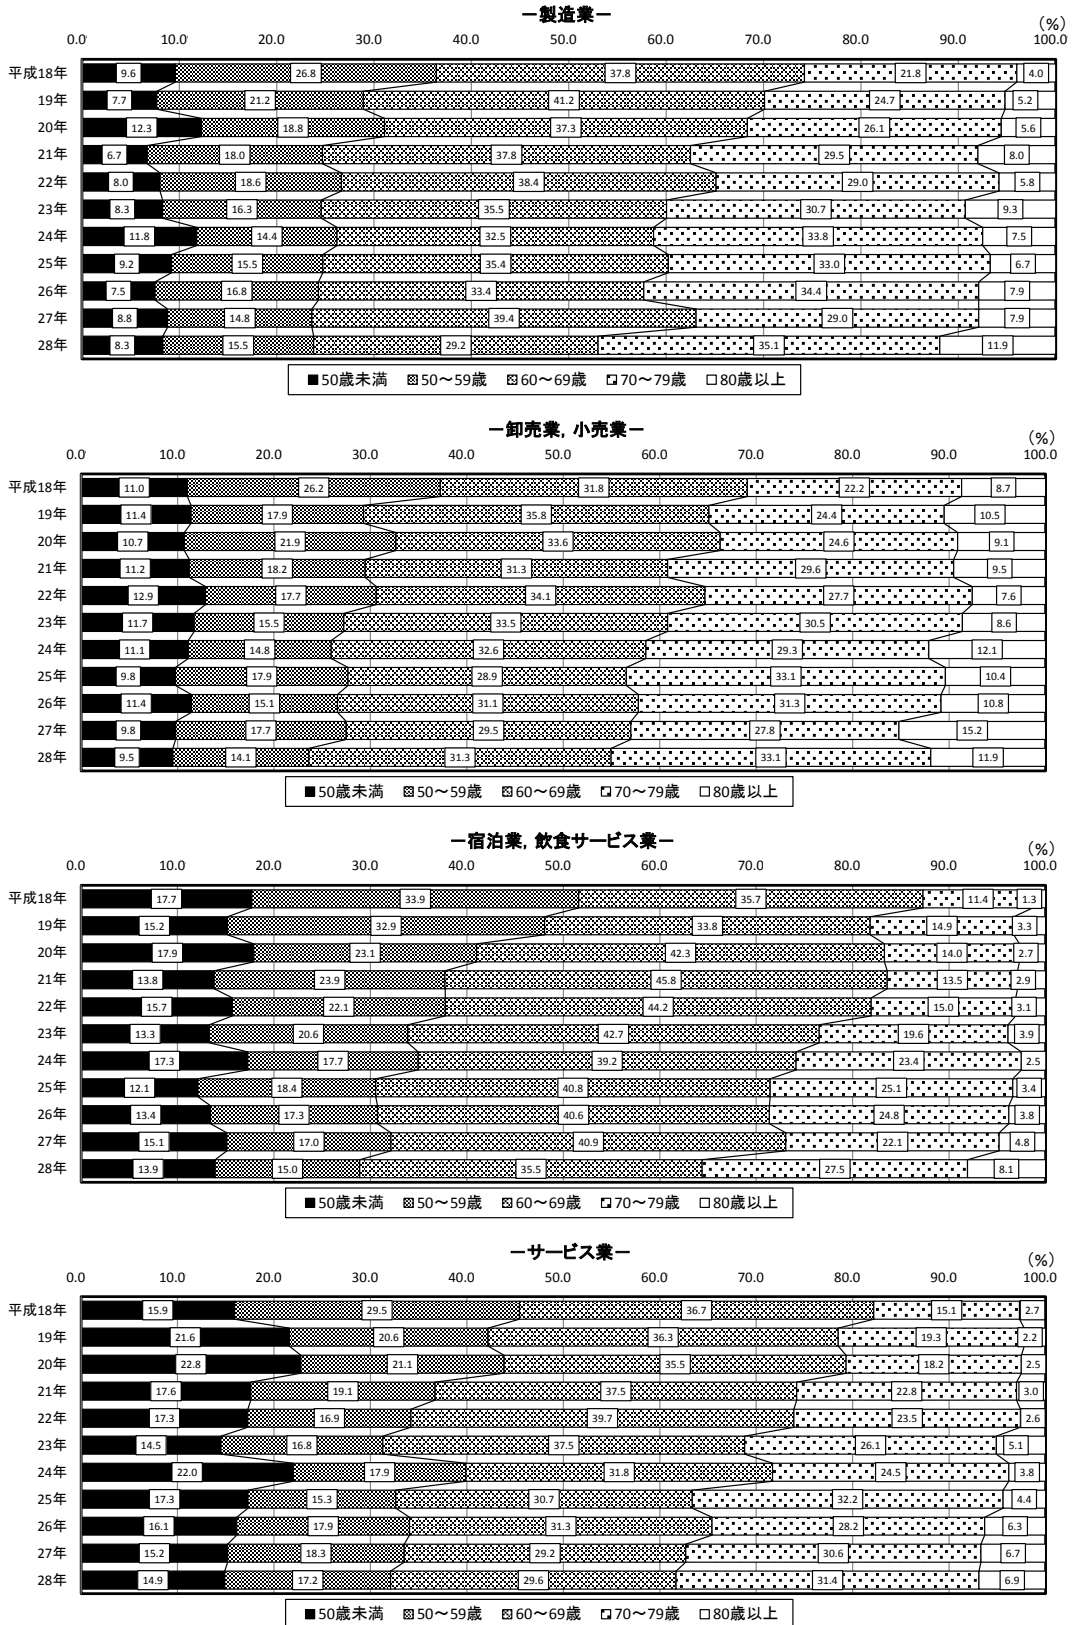 －製造業－
(%)
0.0 10.0 20.0 30.0 40.0 50.0 60.0 70.0 80.0 90.0 100.0
平成18年 9.6 26.8 37.8 21.8 4.0
19年 7.7 21.2 41.2 24.7 5.2
20年 12.3 18.8 37.3 26.1 5.6
21年 6.7 18.0 37.8 29.5 8.0
22年 8.0 18.6 38.4 29.0 5.8
23年 8.3 16.3 35.5 30.7 9.3
24年 11.8 14.4 32.5 33.8 7.5
25年 9.2 15.5 35.4 33.0 6.7
26年 7.5 16.8 33.4 34.4 7.9
27年 8.8 14.8 39.4 29.0 7.9
28年 8.3 15.5 29.2 35.1 11.9
50歳未満 50～59歳 60～69歳 70～79歳 80歳以上
－卸売業，小売業－
(%)
0.0 10.0 20.0 30.0 40.0 50.0 60.0 70.0 80.0 90.0 100.0
平成18年 11.0 26.2 31.8 22.2 8.7
19年 11.4 17.9 35.8 24.4 10.5
20年 10.7 21.9 33.6 24.6 9.1
21年 11.2 18.2 31.3 29.6 9.5
22年 12.9 17.7 34.1 27.7 7.6
23年 11.7 15.5 33.5 30.5 8.6
24年 11.1 14.8 32.6 29.3 12.1
25年 9.8 17.9 28.9 33.1 10.4
26年 11.4 15.1 31.1 31.3 10.8
27年 9.8 17.7 29.5 27.8 15.2
28年 9.5 14.1 31.3 33.1 11.9
50歳未満 50～59歳 60～69歳 70～79歳 80歳以上
－宿泊業，飲食サービス業－
(%)
0.0 10.0 20.0 30.0 40.0 50.0 60.0 70.0 80.0 90.0 100.0
平成18年 17.7 33.9 35.7 11.4 1.3
19年 15.2 32.9 33.8 14.9 3.3
20年 17.9 23.1 42.3 14.0 2.7
21年 13.8 23.9 45.8 13.5 2.9
22年 15.7 22.1 44.2 15.0 3.1
23年 13.3 20.6 42.7 19.6 3.9
24年 17.3 17.7 39.2 23.4 2.5
25年 12.1 18.4 40.8 25.1 3.4
26年 13.4 17.3 40.6 24.8 3.8
27年 15.1 17.0 40.9 22.1 4.8
28年 13.9 15.0 35.5 27.5 8.1
50歳未満 50～59歳 60～69歳 70～79歳 80歳以上
－サービス業－
(%)
0.0 10.0 20.0 30.0 40.0 50.0 60.0 70.0 80.0 90.0 100.0
平成18年 15.9 29.5 36.7 15.1 2.7
19年 21.6 20.6 36.3 19.3 2.2
20年 22.8 21.1 35.5 18.2 2.5
21年 17.6 19.1 37.5 22.8 3.0
22年 17.3 16.9 39.7 23.5 2.6
23年 14.5 16.8 37.5 26.1 5.1
24年 22.0 17.9 31.8 24.5 3.8
25年 17.3 15.3 30.7 32.2 4.4
26年 16.1 17.9 31.3 28.2 6.3
27年 15.2 18.3 29.2 30.6 6.7
28年 14.9 17.2 29.6 31.4 6.9
50歳未満 50～59歳 60～69歳 70～79歳 80歳以上